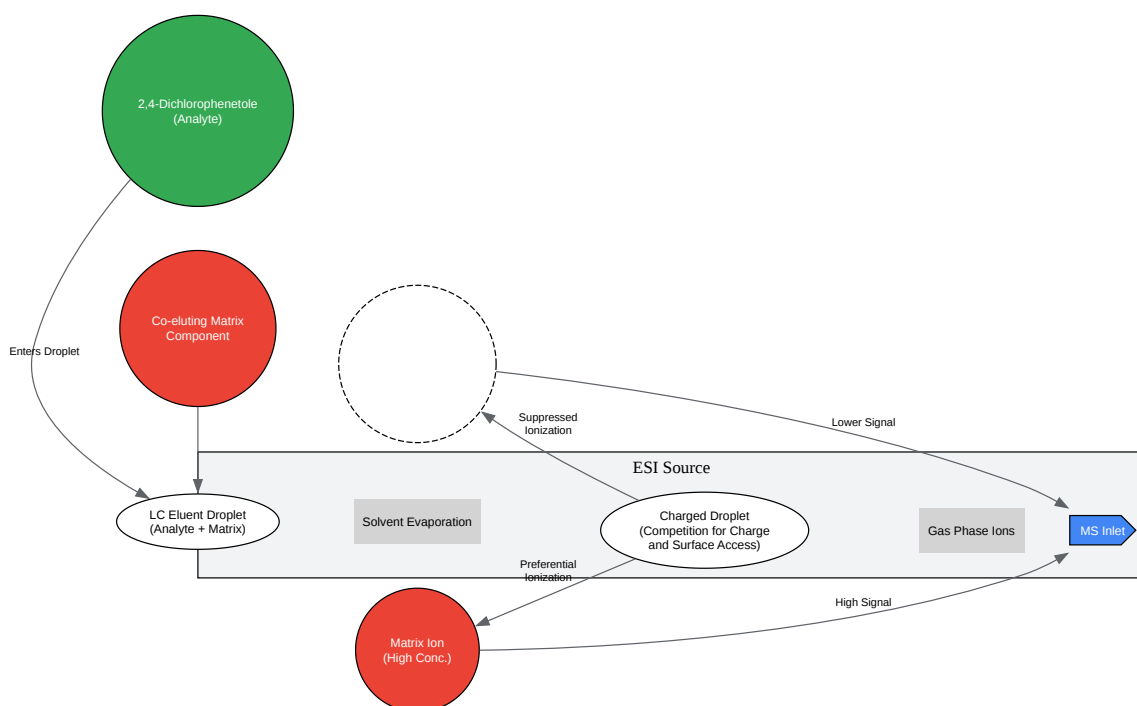 2,4-Dichlorophenetole
(Analyte)
Co-eluting Matrix
Component
Enters Droplet
Suppressed
Ionization
Lower Signal
ESI Source
LC Eluent Droplet
(Analyte + Matrix)
Solvent Evaporation
Charged Droplet
(Competition for Charge
and Surface Access)
Gas Phase Ions
MS Inlet
Preferential
Ionization
High Signal
Matrix Ion
(High Conc.)